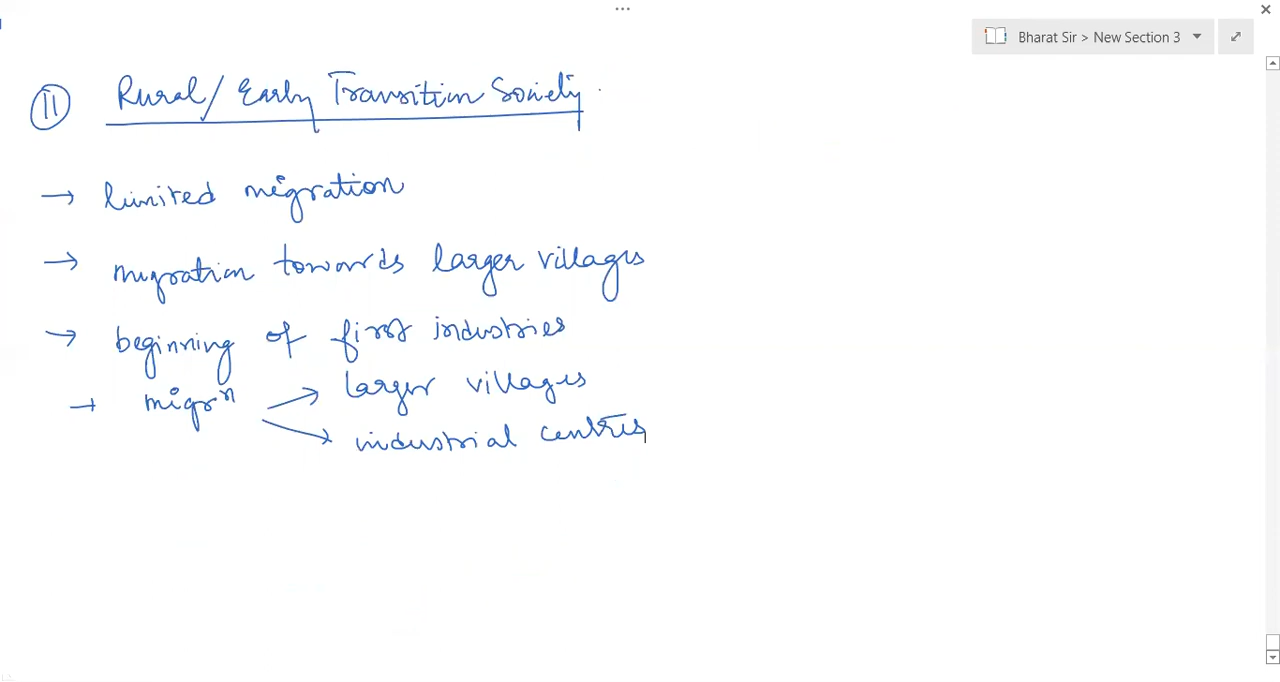 ...
Bharat Sir > New Section 3
II Rural/Early Transition Society
→ limited migration
→ migration towards larger villages
→ beginning of first industries
→ migrⁿ → larger villages
→ industrial centres